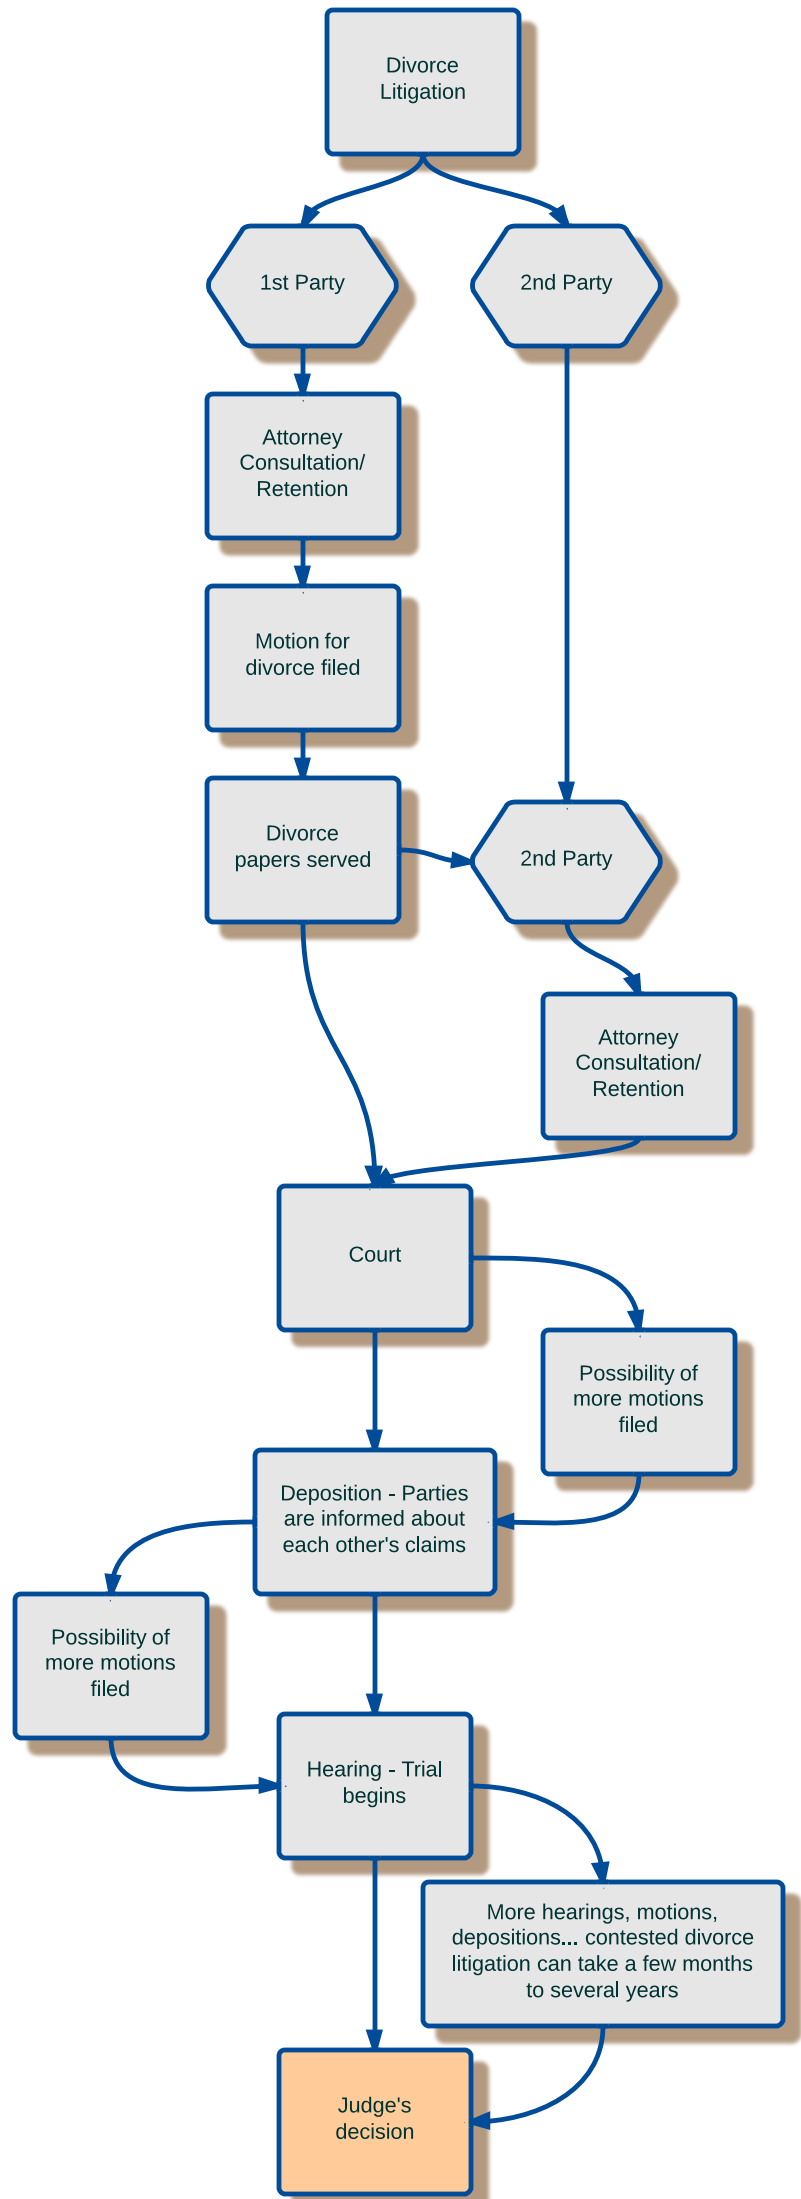 Divorce
Litigation
1st Party
2nd Party
Attorney
Consultation/
Retention
Motion for
divorce filed
Divorce
papers served
2nd Party
Attorney
Consultation/
Retention
Court
Possibility of
more motions
filed
Deposition - Parties
are informed about
each other's claims
Possibility of
more motions
filed
Hearing - Trial
begins
More hearings, motions,
depositions... contested divorce
litigation can take a few months
to several years
Judge's
decision